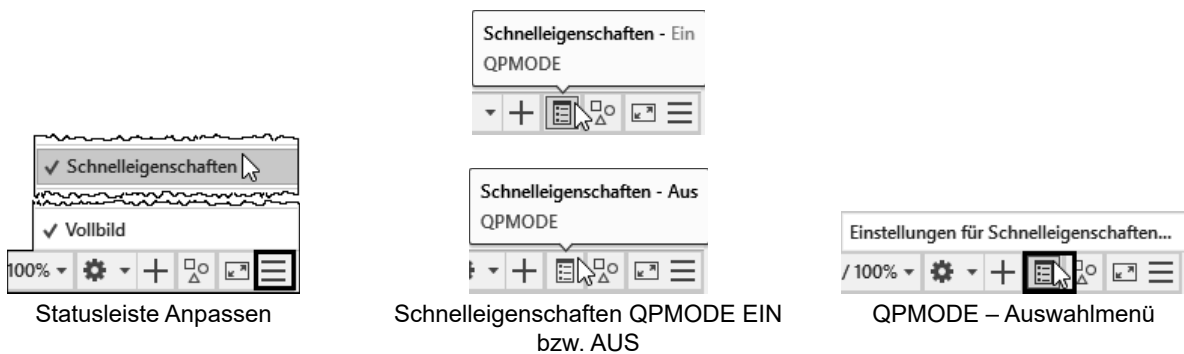 ✓ Schnelleigenschaften
✓ Vollbild
100%
Statusleiste Anpassen
Schnelleigenschaften - Ein
QPMODE
Schnelleigenschaften - Aus
QPMODE
Schnelleigenschaften QPMODE EIN
bzw. AUS
Einstellungen für Schnelleigenschaften...
/ 100%
QPMODE – Auswahlmenü